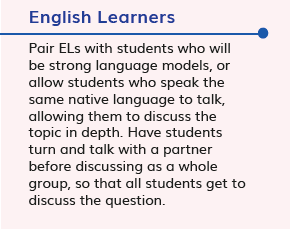 English Learners
Pair ELs with students who will
be strong language models, or
allow students who speak the
same native language to talk,
allowing them to discuss the
topic in depth. Have students
turn and talk with a partner
before discussing as a whole
group, so that all students get to
discuss the question.